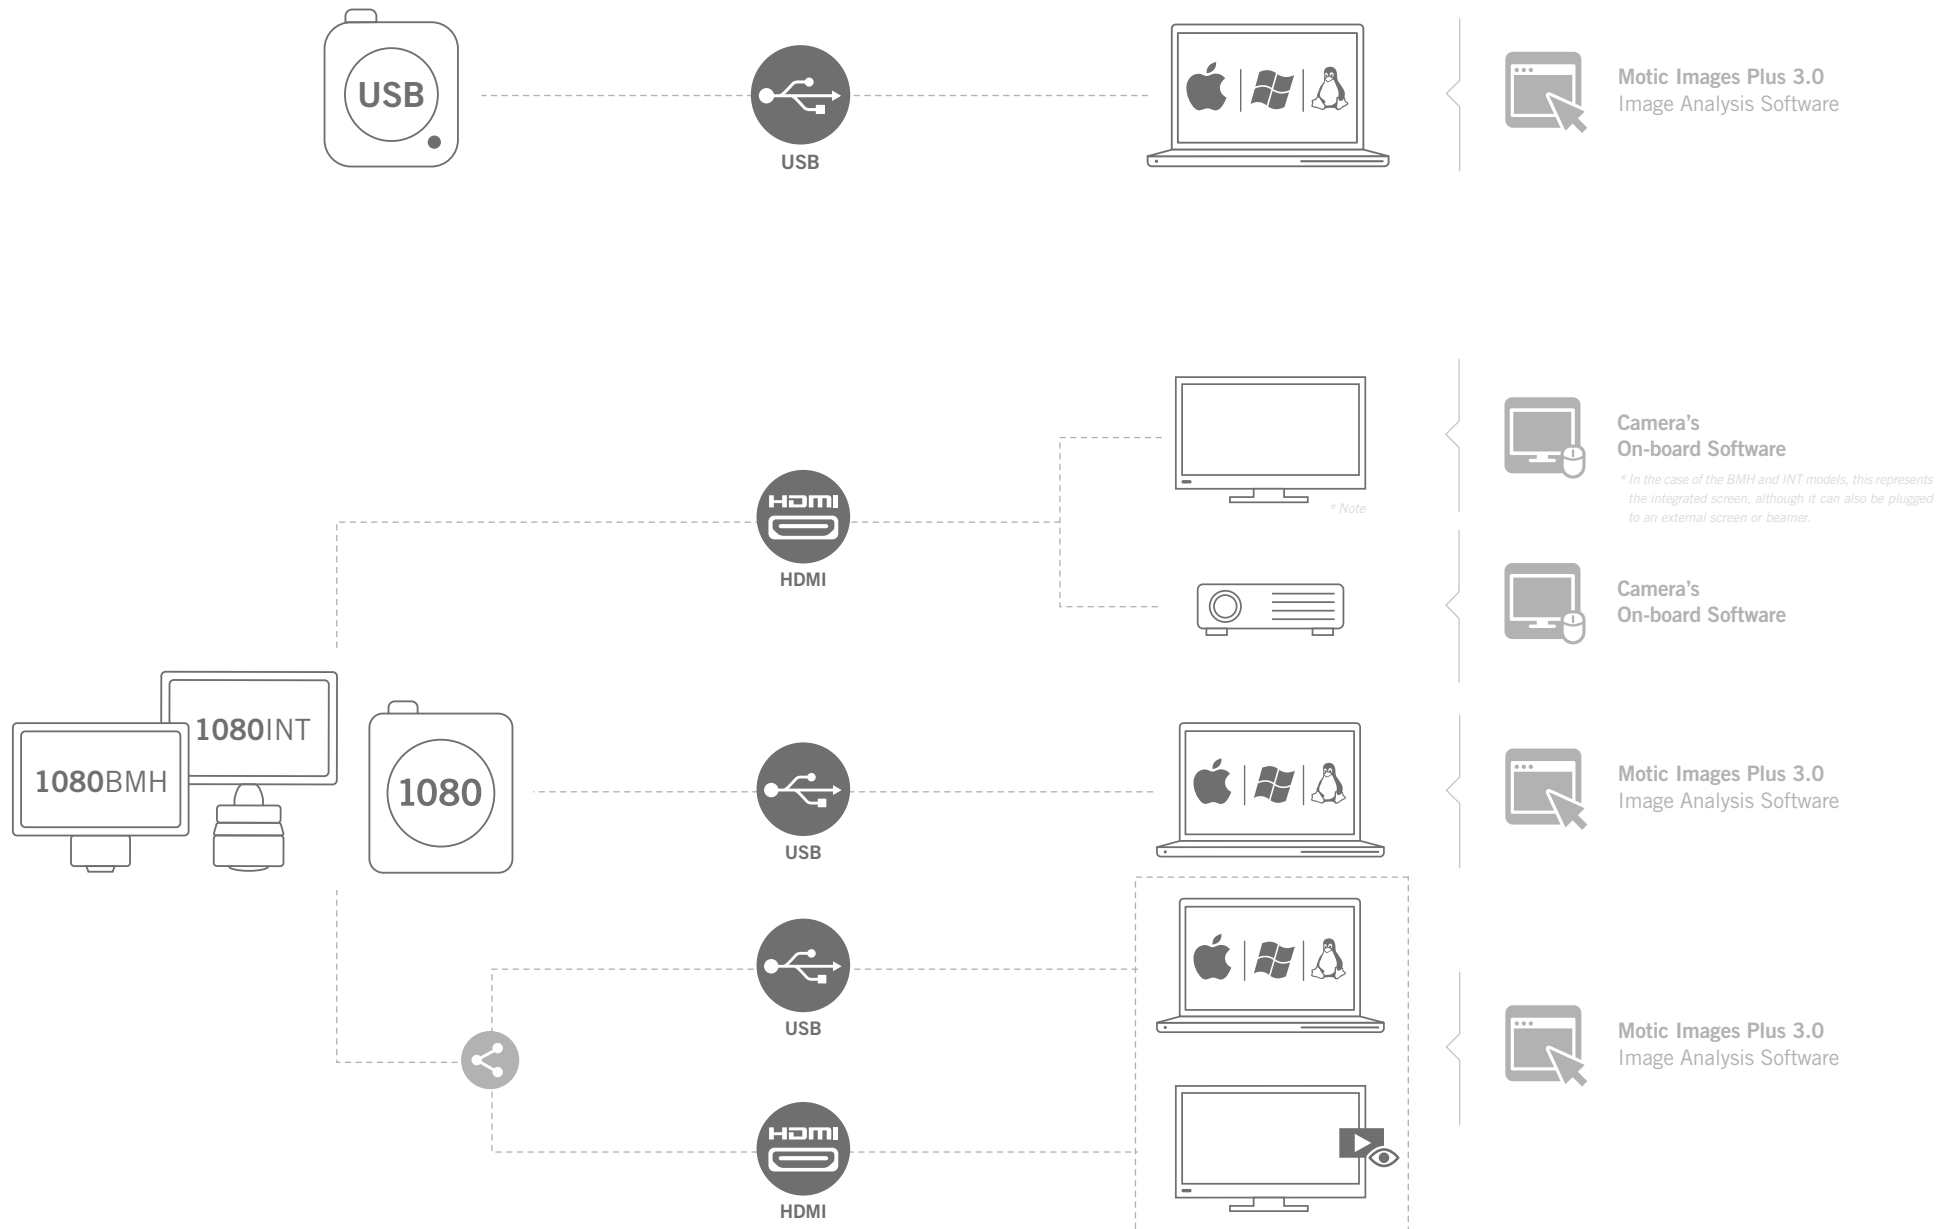 USB
USB
Motic Images Plus 3.0
Image Analysis Software
HDMI
HDMI
* Note
Camera's
On-board Software
* In the case of the BMH and INT models, this represents
the integrated screen, although it can also be plugged
to an external screen or beamer.
Camera's
On-board Software
1080BMH
1080INT
1080
USB
Motic Images Plus 3.0
Image Analysis Software
USB
HDMI
HDMI
Motic Images Plus 3.0
Image Analysis Software